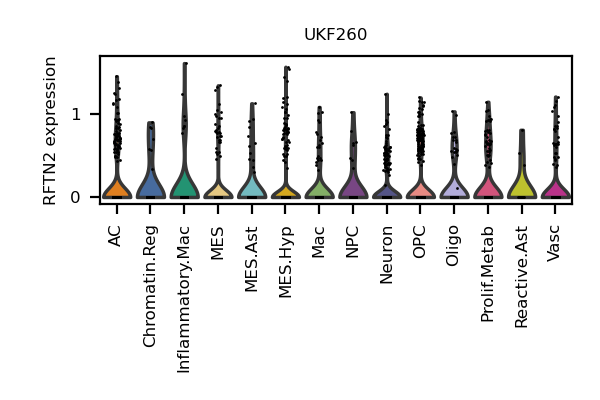 UKF260
RFTN2 expression
1
0
AC
Chromatin.Reg
Inflammatory.Mac
MES
MES.Ast
MES.Hyp
Mac
NPC
Neuron
OPC
Oligo
Prolif.Metab
Reactive.Ast
Vasc